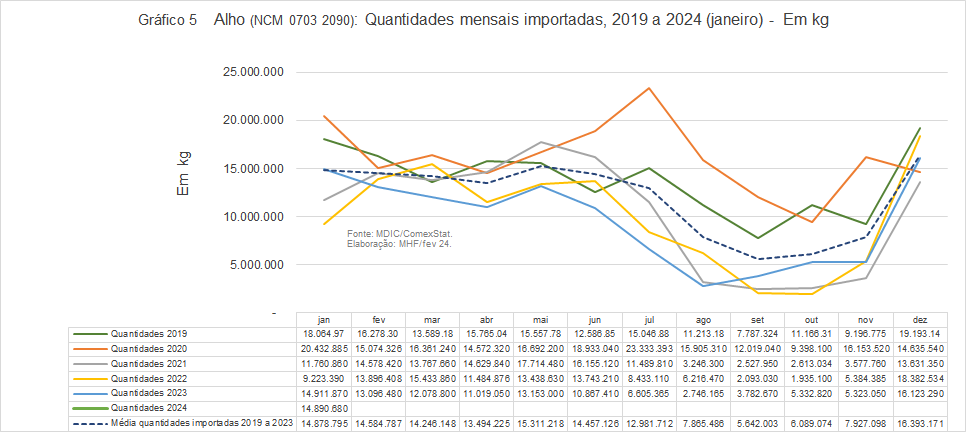 Gráfico 5 Alho (NCM 0703 2090): Quantidades mensais importadas, 2019 a 2024 (janeiro) - Em kg
25.000.000
20.000.000
15.000.000
10.000.000
5.000.000
-
Em kg
Fonte: MDIC/ComexStat.
Elaboração: MHF/fev 24.
jan fev mar abr mai jun jul ago set out nov dez
Quantidades 2019 18.064.97 16.278.30 13.589.18 15.765.04 15.557.78 12.586.85 15.046.88 11.213.18 7.787.324 11.166.31 9.196.775 19.193.14
Quantidades 2020 20.432.885 15.074.326 16.361.240 14.572.320 16.692.200 18.933.040 23.333.393 15.905.310 12.019.040 9.398.100 16.153.520 14.635.540
Quantidades 2021 11.760.860 14.578.420 13.767.660 14.629.840 17.714.480 16.155.120 11.489.810 3.246.300 2.527.950 2.613.034 3.577.760 13.631.350
Quantidades 2022 9.223.390 13.896.408 15.433.860 11.484.876 13.438.630 13.743.210 8.433.110 6.216.470 2.093.030 1.935.100 5.384.385 18.382.534
Quantidades 2023 14.911.870 13.096.480 12.078.800 11.019.050 13.153.000 10.867.410 6.605.365 2.746.165 3.782.670 5.332.820 5.323.050 16.123.290
Quantidades 2024 14.890.680
Média quantidades importadas 2019 a 2023 14.878.795 14.584.787 14.246.148 13.494.225 15.311.218 14.457.126 12.981.712 7.865.486 5.642.003 6.089.074 7.927.098 16.393.171